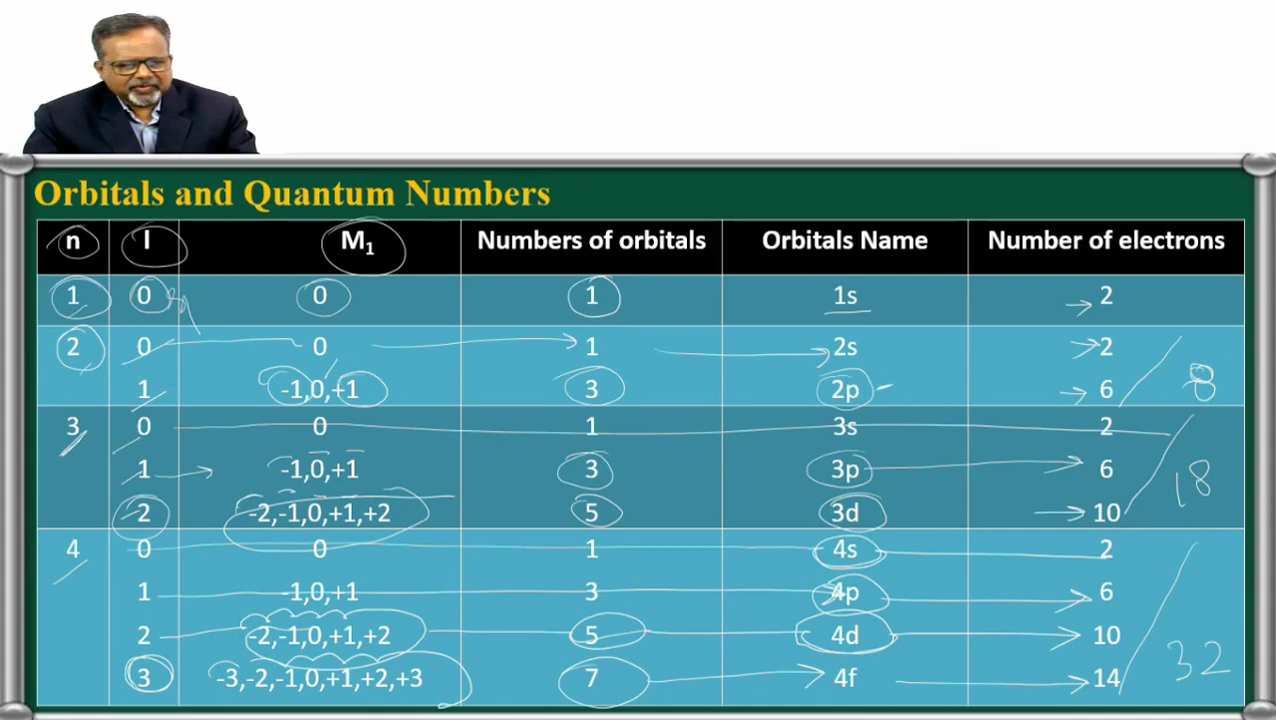 Orbitals and Quantum Numbers
n l M₁ Numbers of orbitals Orbitals Name Number of electrons
1 0 0 1 1s 2
2 0 0 1 2s 2
1 -1,0,+1 3 2p 6
8
3 0 0 1 3s 2
1 -1,0,+1 3 3p 6
18
2 -2,-1,0,+1,+2 5 3d 10
4 0 0 1 4s 2
1 -1,0,+1 3 4p 6
2 -2,-1,0,+1,+2 5 4d 10
32
3 -3,-2,-1,0,+1,+2,+3 7 4f 14